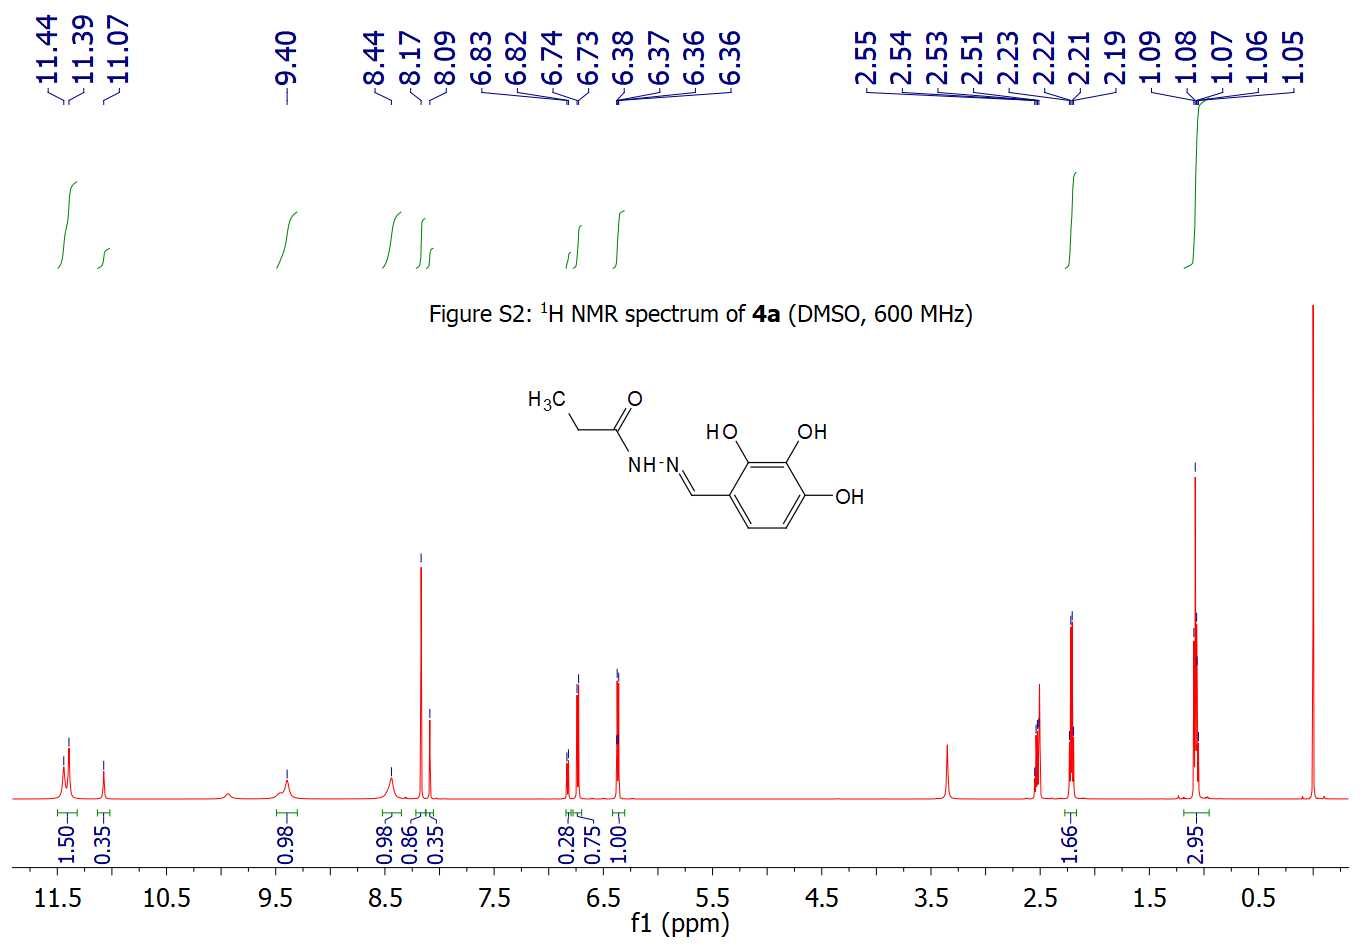 11.44 11.39 11.07 9.40 8.44 8.17 8.09 6.83 6.82 6.74 6.73 6.38 6.37 6.36 6.36 2.55 2.54 2.53 2.51 2.23 2.22 2.21 2.19 1.09 1.08 1.07 1.06 1.05
Figure S2: ¹H NMR spectrum of 4a (DMSO, 600 MHz)
H₃C O
HO OH
NH-N
OH
1.50 0.35 0.98 0.98 0.86 0.35 0.28 0.75 1.00 1.66 2.95
11.5 10.5 9.5 8.5 7.5 6.5 5.5 4.5 3.5 2.5 1.5 0.5
f1 (ppm)